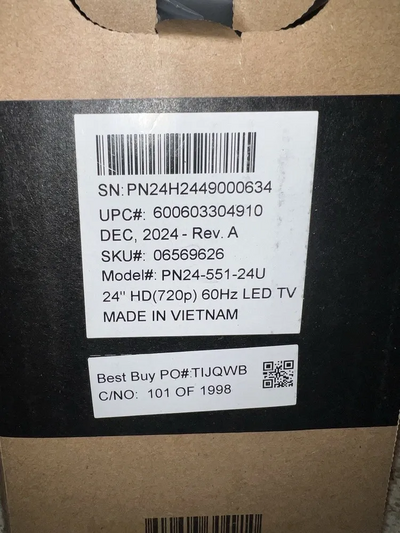 SN: PN24H2449000634
UPC#: 600603304910
DEC, 2024 - Rev. A
SKU#: 06569626
Model#: PN24-551-24U
24" HD(720p) 60Hz LED TV
MADE IN VIETNAM
Best Buy PO#:TIJQWB
C/NO: 101 OF 1998